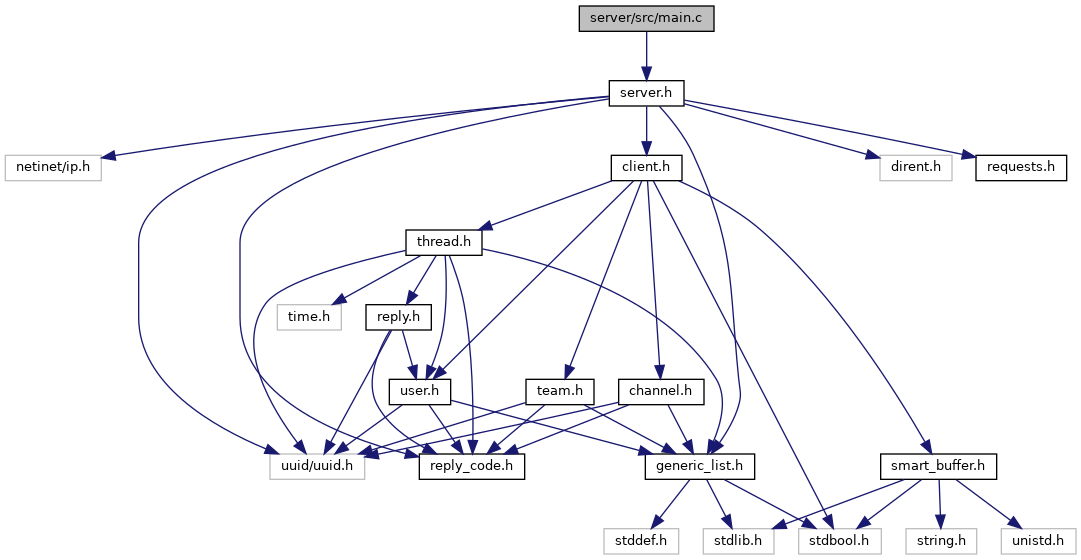 server/src/main.c
server.h
netinet/ip.h
client.h
dirent.h
requests.h
thread.h
time.h
reply.h
user.h
team.h
channel.h
uuid/uuid.h
reply_code.h
generic_list.h
smart_buffer.h
stddef.h
stdlib.h
stdbool.h
string.h
unistd.h